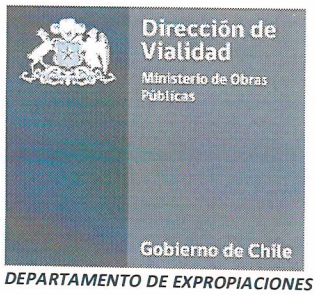 Dirección de
Vialidad
Ministerio de Obras
Públicas
Gobierno de Chile
DEPARTAMENTO DE EXPROPIACIONES